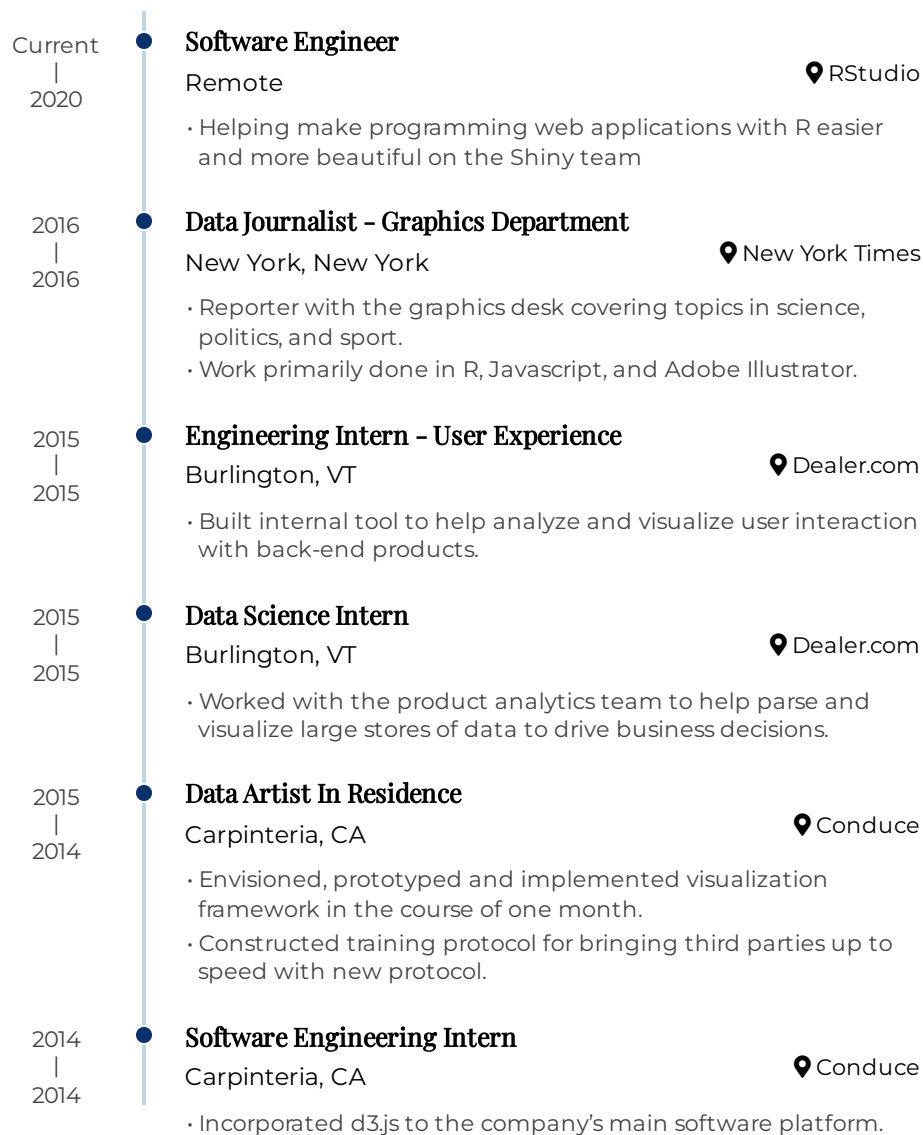 Current
|
2020
Software Engineer
Remote
RStudio
• Helping make programming web applications with R easier
and more beautiful on the Shiny team
2016
|
2016
Data Journalist - Graphics Department
New York, New York
New York Times
• Reporter with the graphics desk covering topics in science,
politics, and sport.
• Work primarily done in R, Javascript, and Adobe Illustrator.
2015
|
2015
Engineering Intern - User Experience
Burlington, VT
Dealer.com
• Built internal tool to help analyze and visualize user interaction
with back-end products.
2015
|
2015
Data Science Intern
Burlington, VT
Dealer.com
• Worked with the product analytics team to help parse and
visualize large stores of data to drive business decisions.
2015
|
2014
Data Artist In Residence
Carpinteria, CA
Conduce
• Envisioned, prototyped and implemented visualization
framework in the course of one month.
• Constructed training protocol for bringing third parties up to
speed with new protocol.
2014
|
2014
Software Engineering Intern
Carpinteria, CA
Conduce
• Incorporated d3.js to the company’s main software platform.